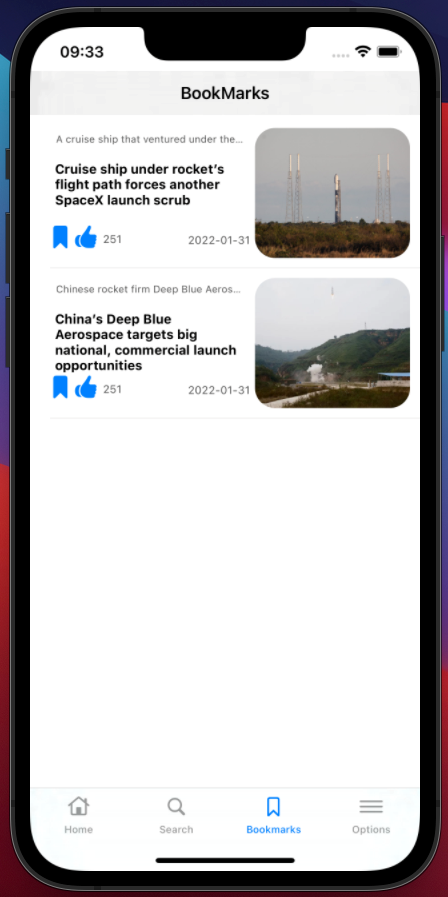 09:33
BookMarks
A cruise ship that ventured under the...
Cruise ship under rocket's
flight path forces another
SpaceX launch scrub
251
2022-01-31
Chinese rocket firm Deep Blue Aeros...
China's Deep Blue
Aerospace targets big
national, commercial launch
opportunities
251
2022-01-31
Home
Search
Bookmarks
Options